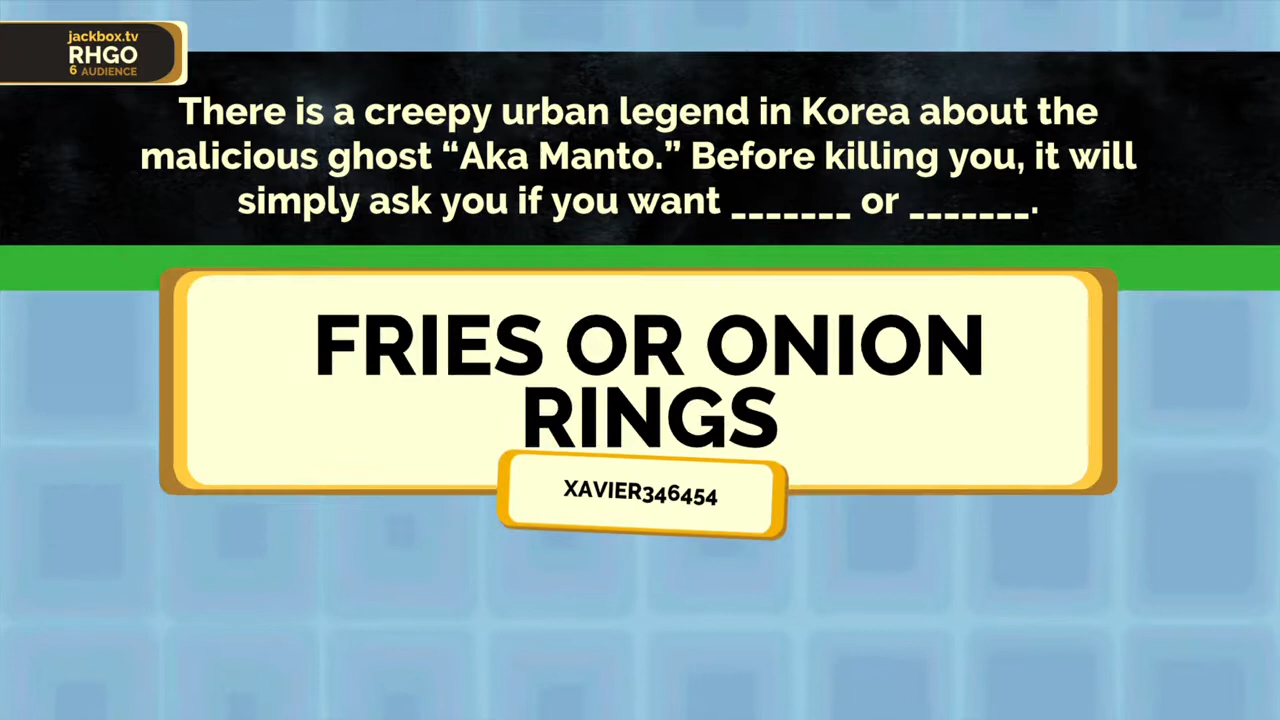 jackbox.tv
RHGO
6 AUDIENCE
There is a creepy urban legend in Korea about the
malicious ghost “Aka Manto.” Before killing you, it will
simply ask you if you want _______ or _______.
FRIES OR ONION
RINGS
XAVIER346454